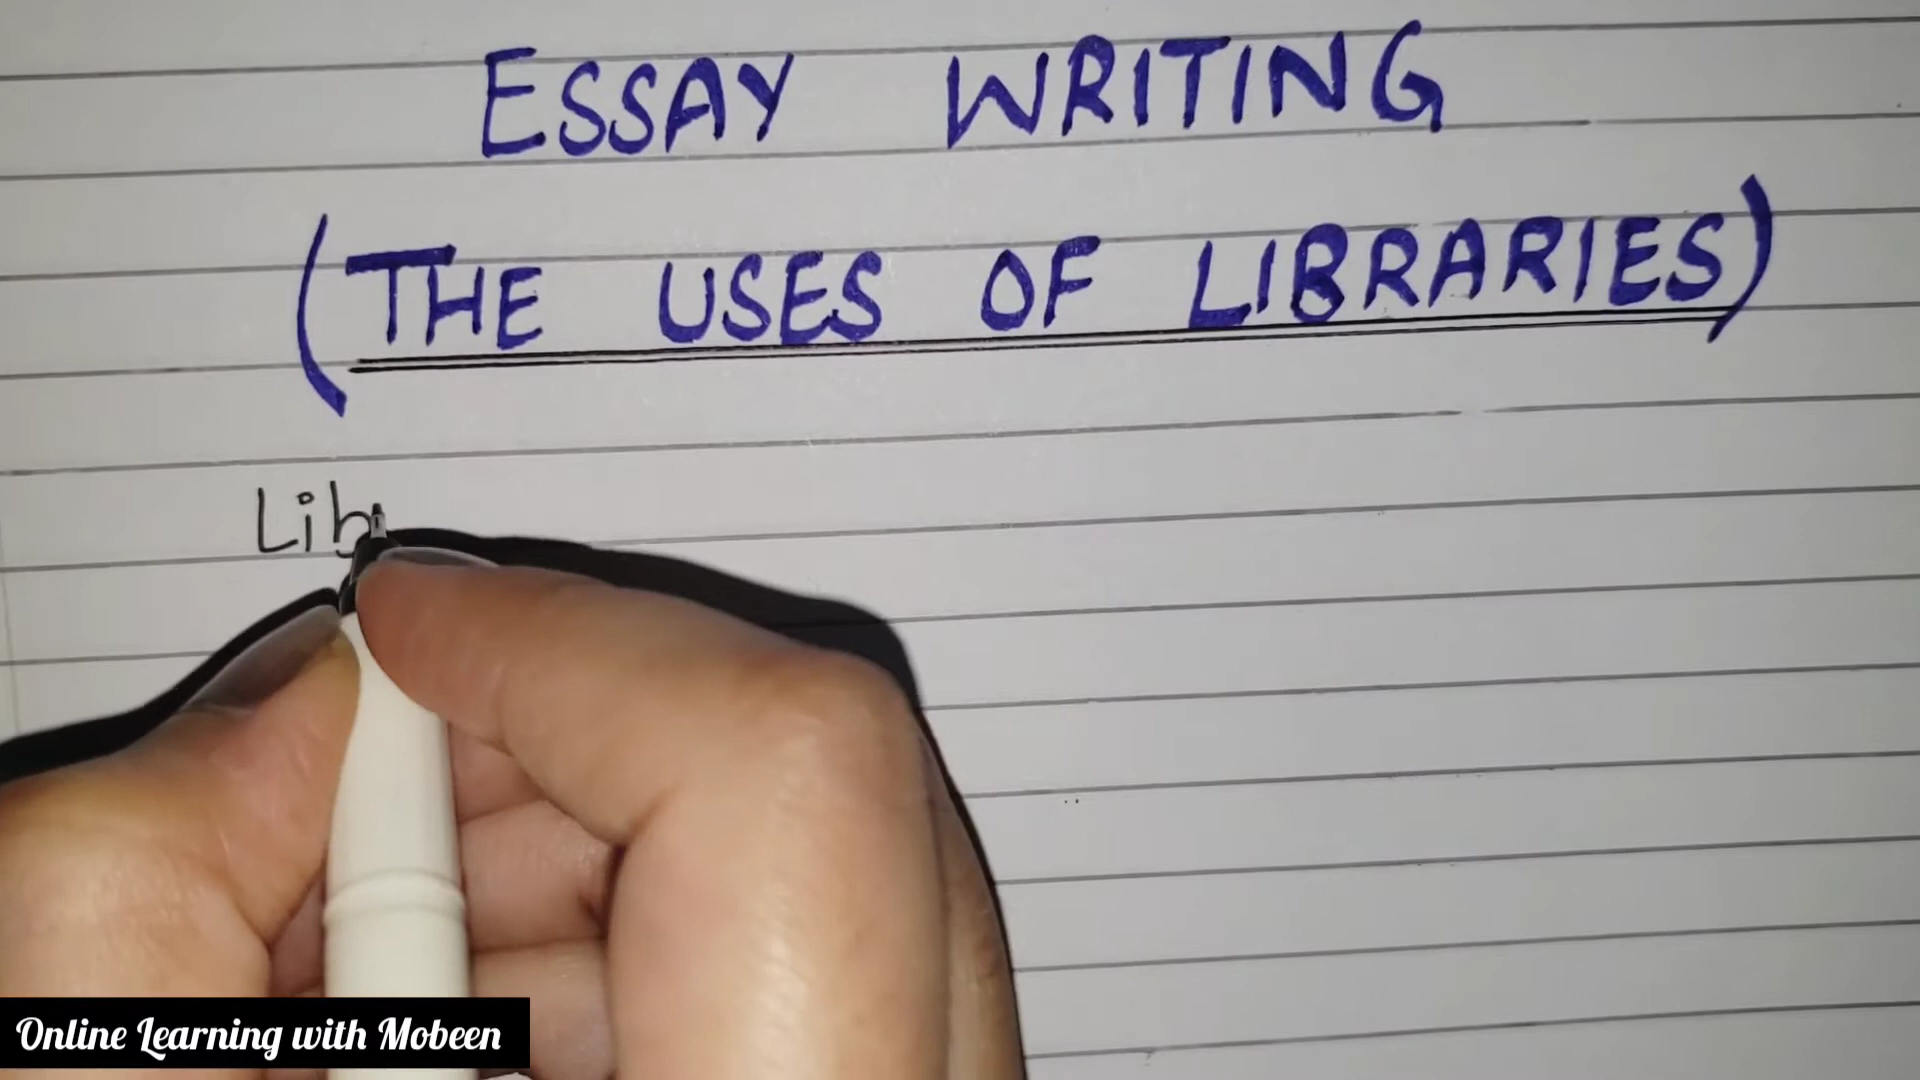 ESSAY WRITING
(THE USES OF LIBRARIES)
Lib
Online Learning with Mobeen